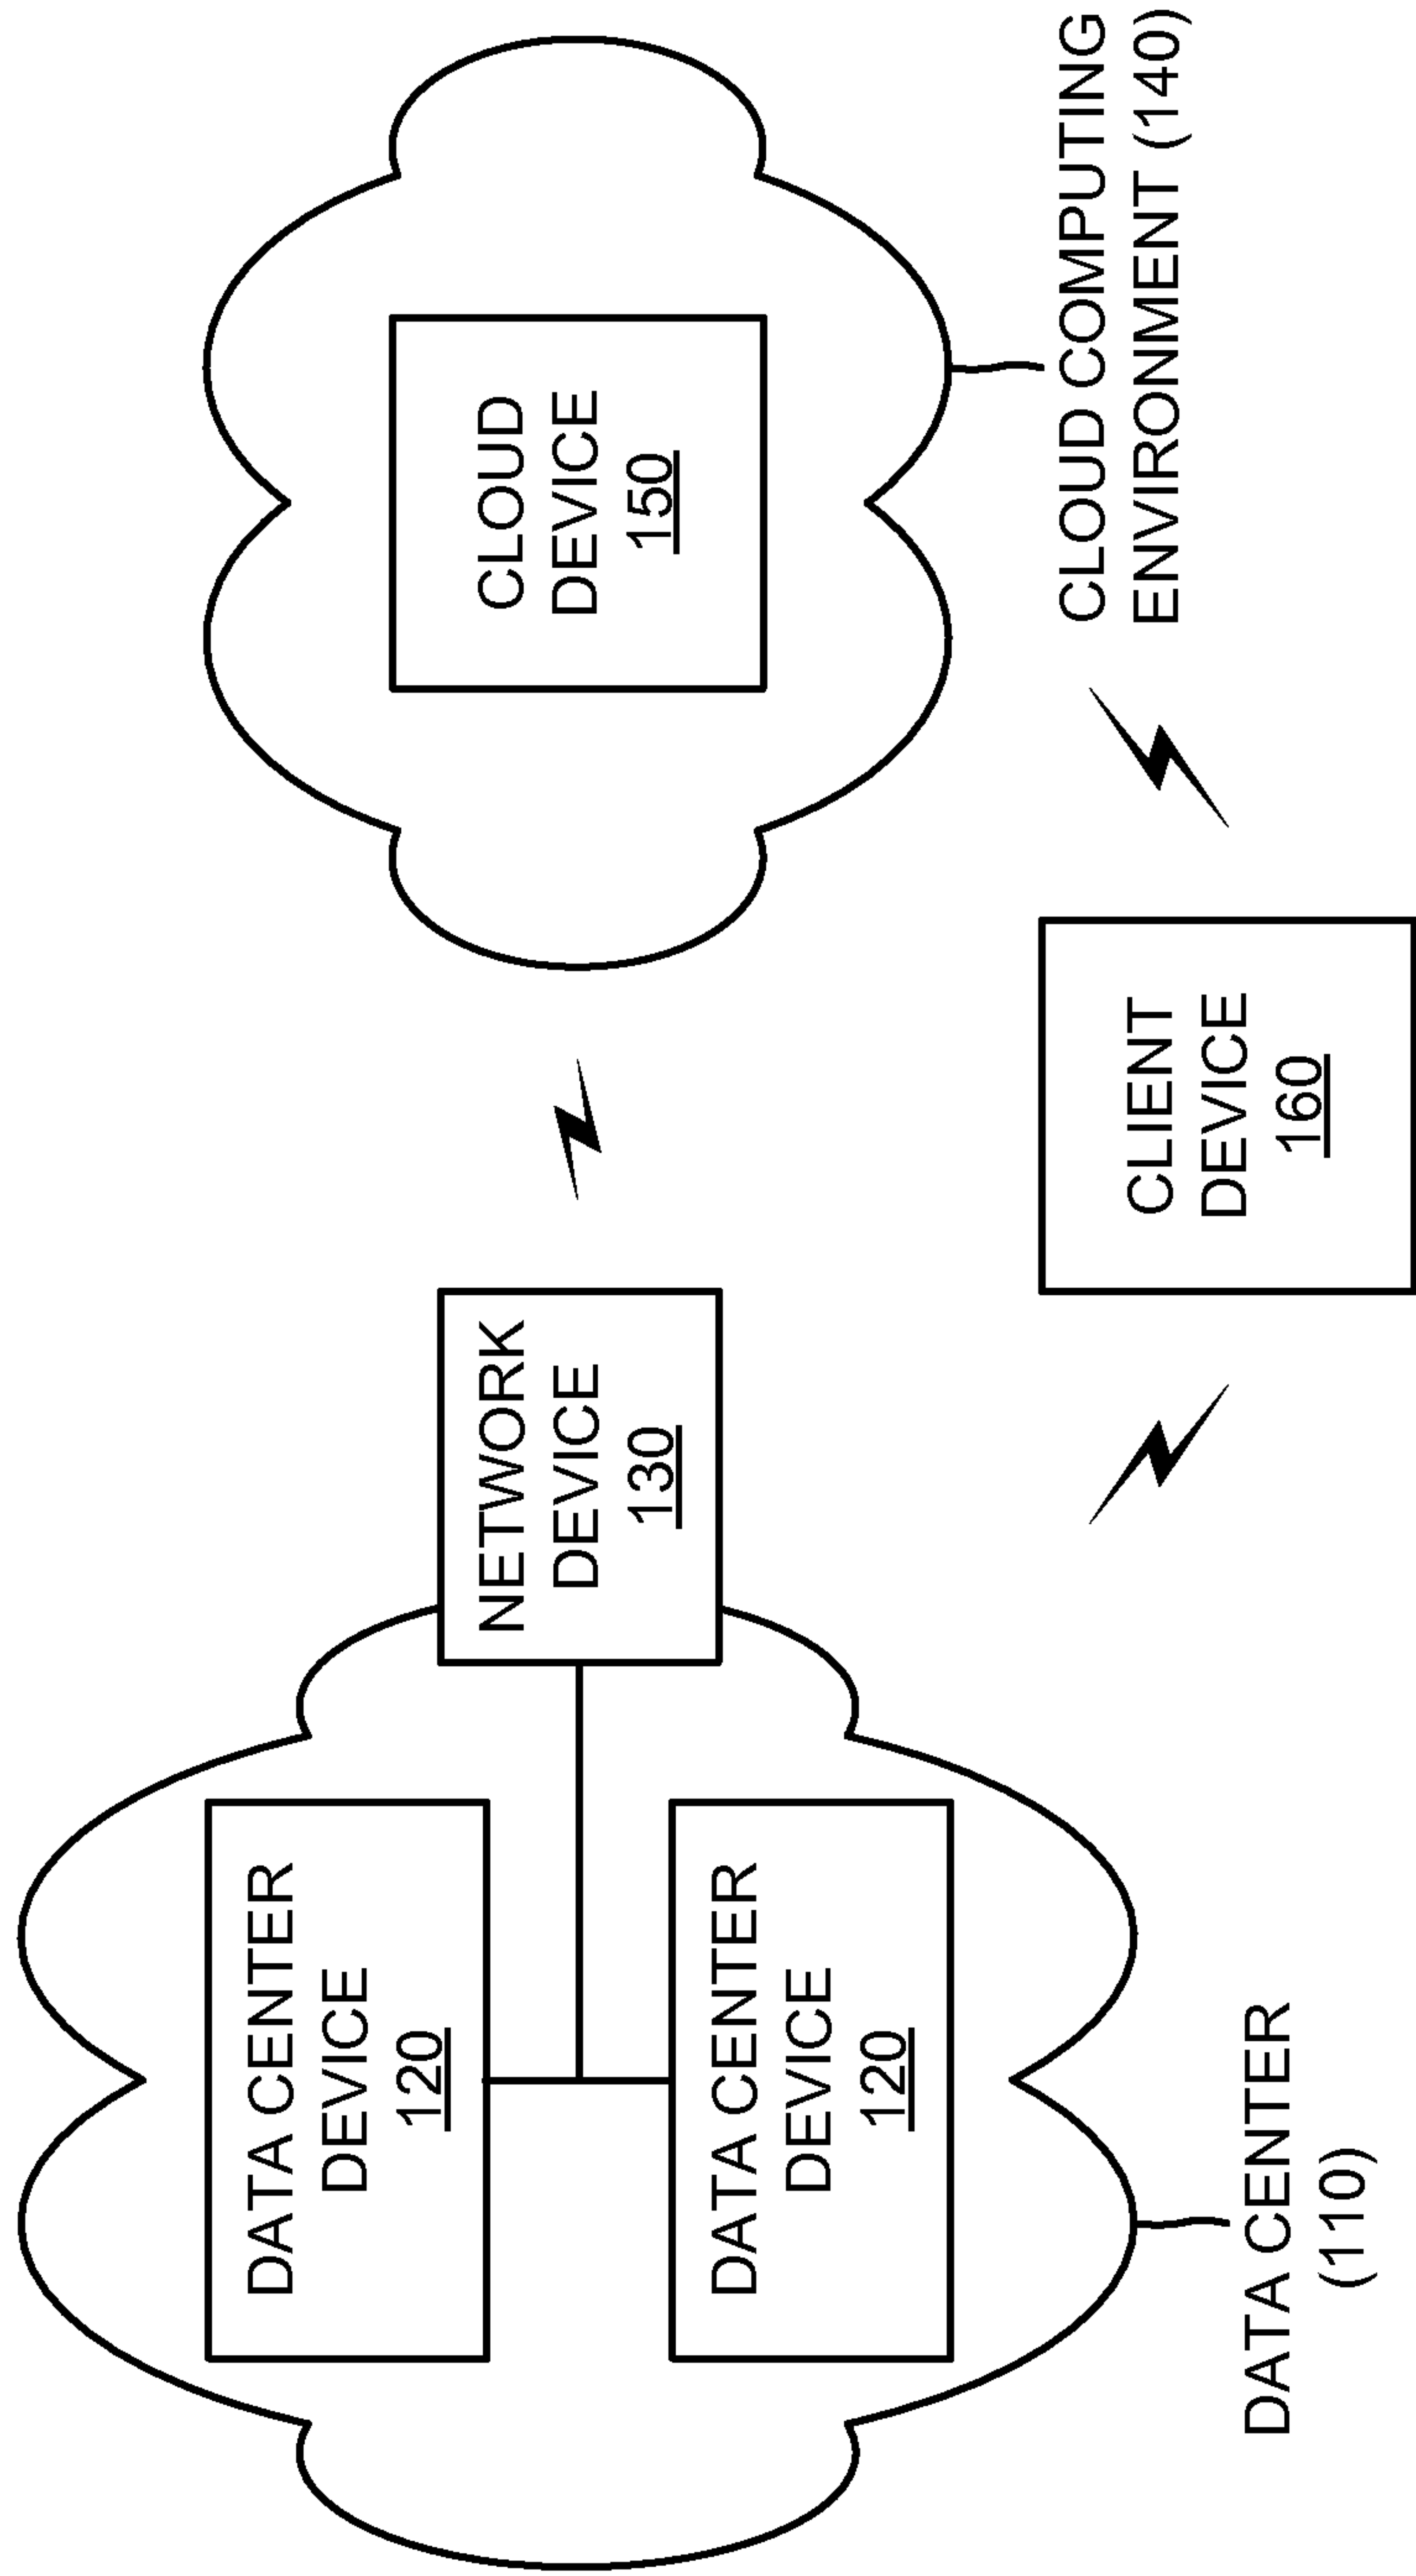 DATA CENTER
DEVICE
120
DATA CENTER
DEVICE
120
NETWORK
DEVICE
130
CLOUD
DEVICE
150
CLOUD COMPUTING
ENVIRONMENT (140)
CLIENT
DEVICE
160
DATA CENTER
(110)